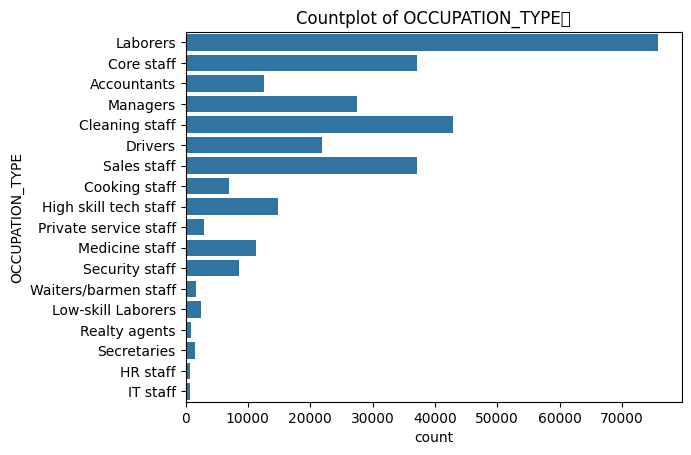 Countplot of OCCUPATION_TYPE
Laborers
Core staff
Accountants
Managers
Cleaning staff
Drivers
Sales staff
Cooking staff
High skill tech staff
Private service staff
Medicine staff
Security staff
Waiters/barmen staff
Low-skill Laborers
Realty agents
Secretaries
HR staff
IT staff
OCCUPATION_TYPE
0 10000 20000 30000 40000 50000 60000 70000
count